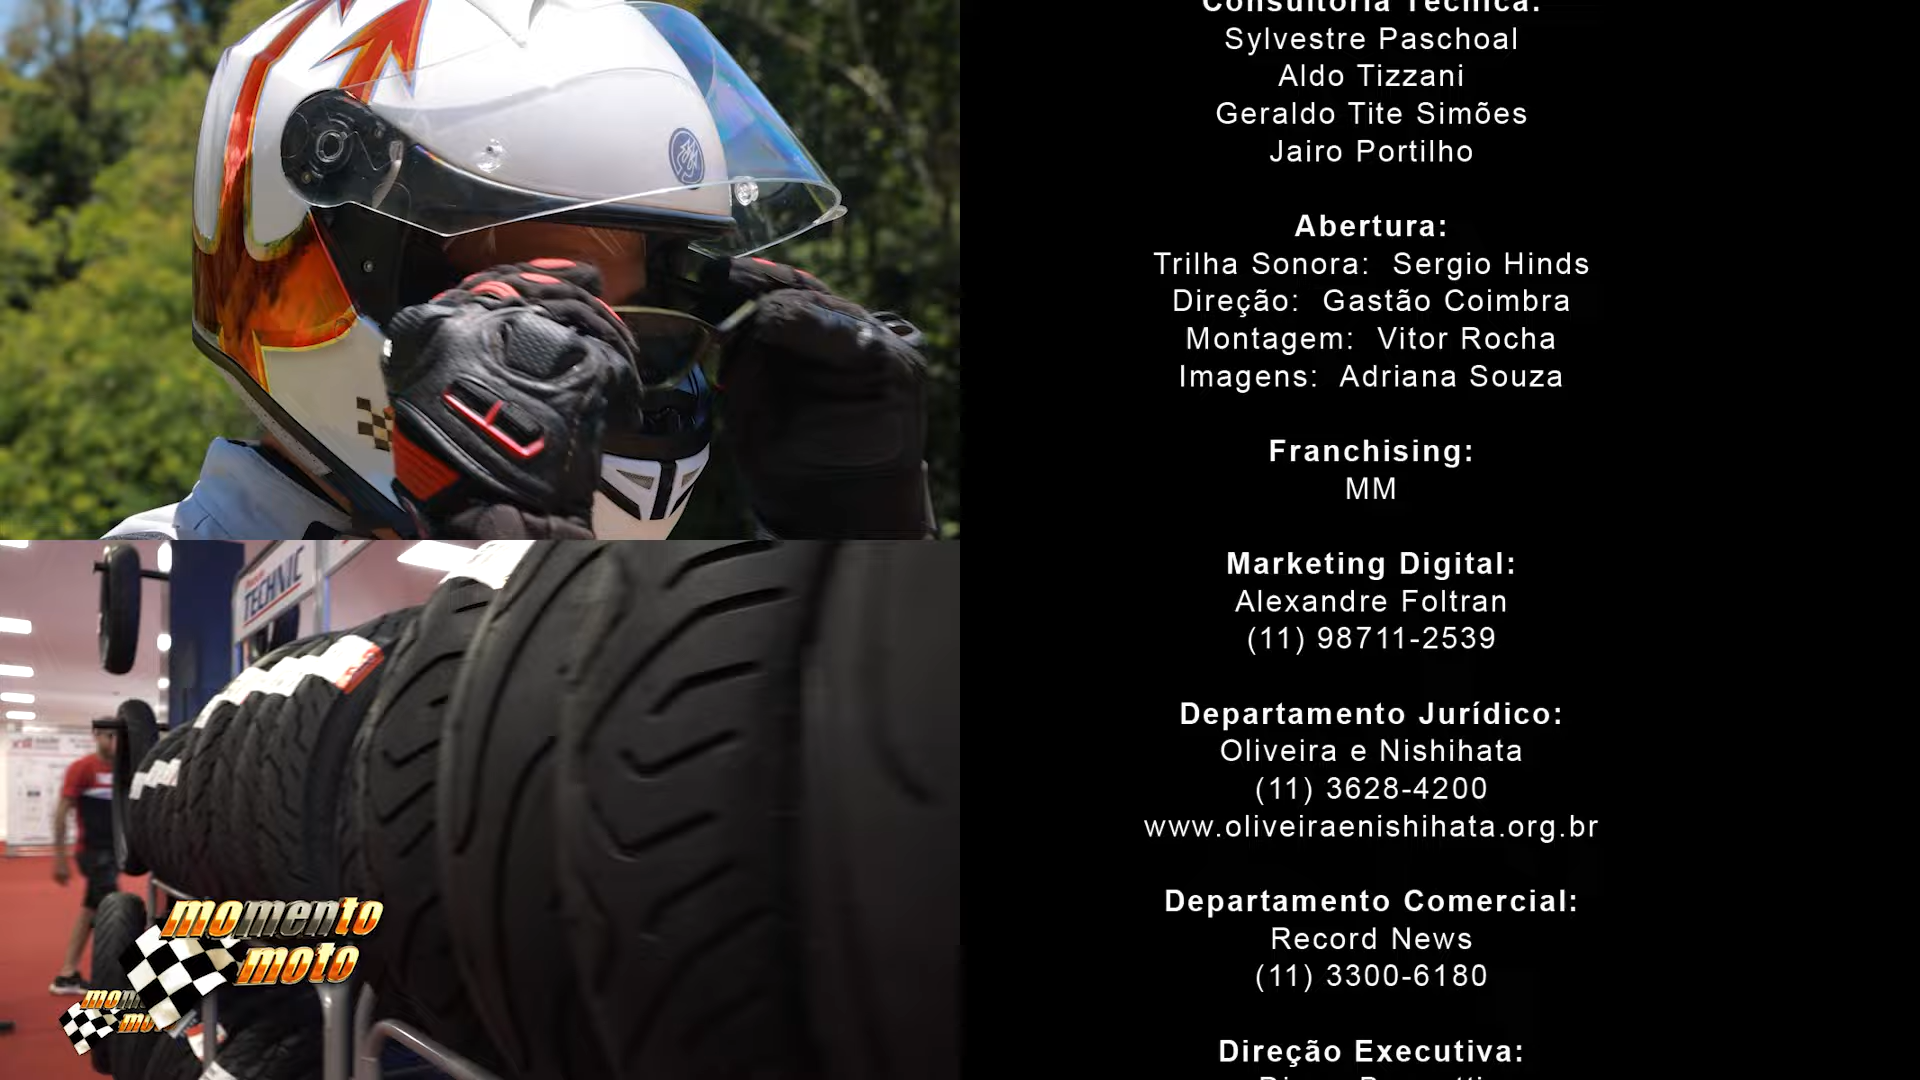 Consultoria Técnica:
Sylvestre Paschoal
Aldo Tizzani
Geraldo Tite Simões
Jairo Portilho
Abertura:
Trilha Sonora: Sergio Hinds
Direção: Gastão Coimbra
Montagem: Vitor Rocha
Imagens: Adriana Souza
Franchising:
MM
Marketing Digital:
Alexandre Foltran
(11) 98711-2539
Departamento Jurídico:
Oliveira e Nishihata
(11) 3628-4200
www.oliveiraenishihata.org.br
Departamento Comercial:
Record News
(11) 3300-6180
Direção Executiva:
TECHNIC
momento
moto